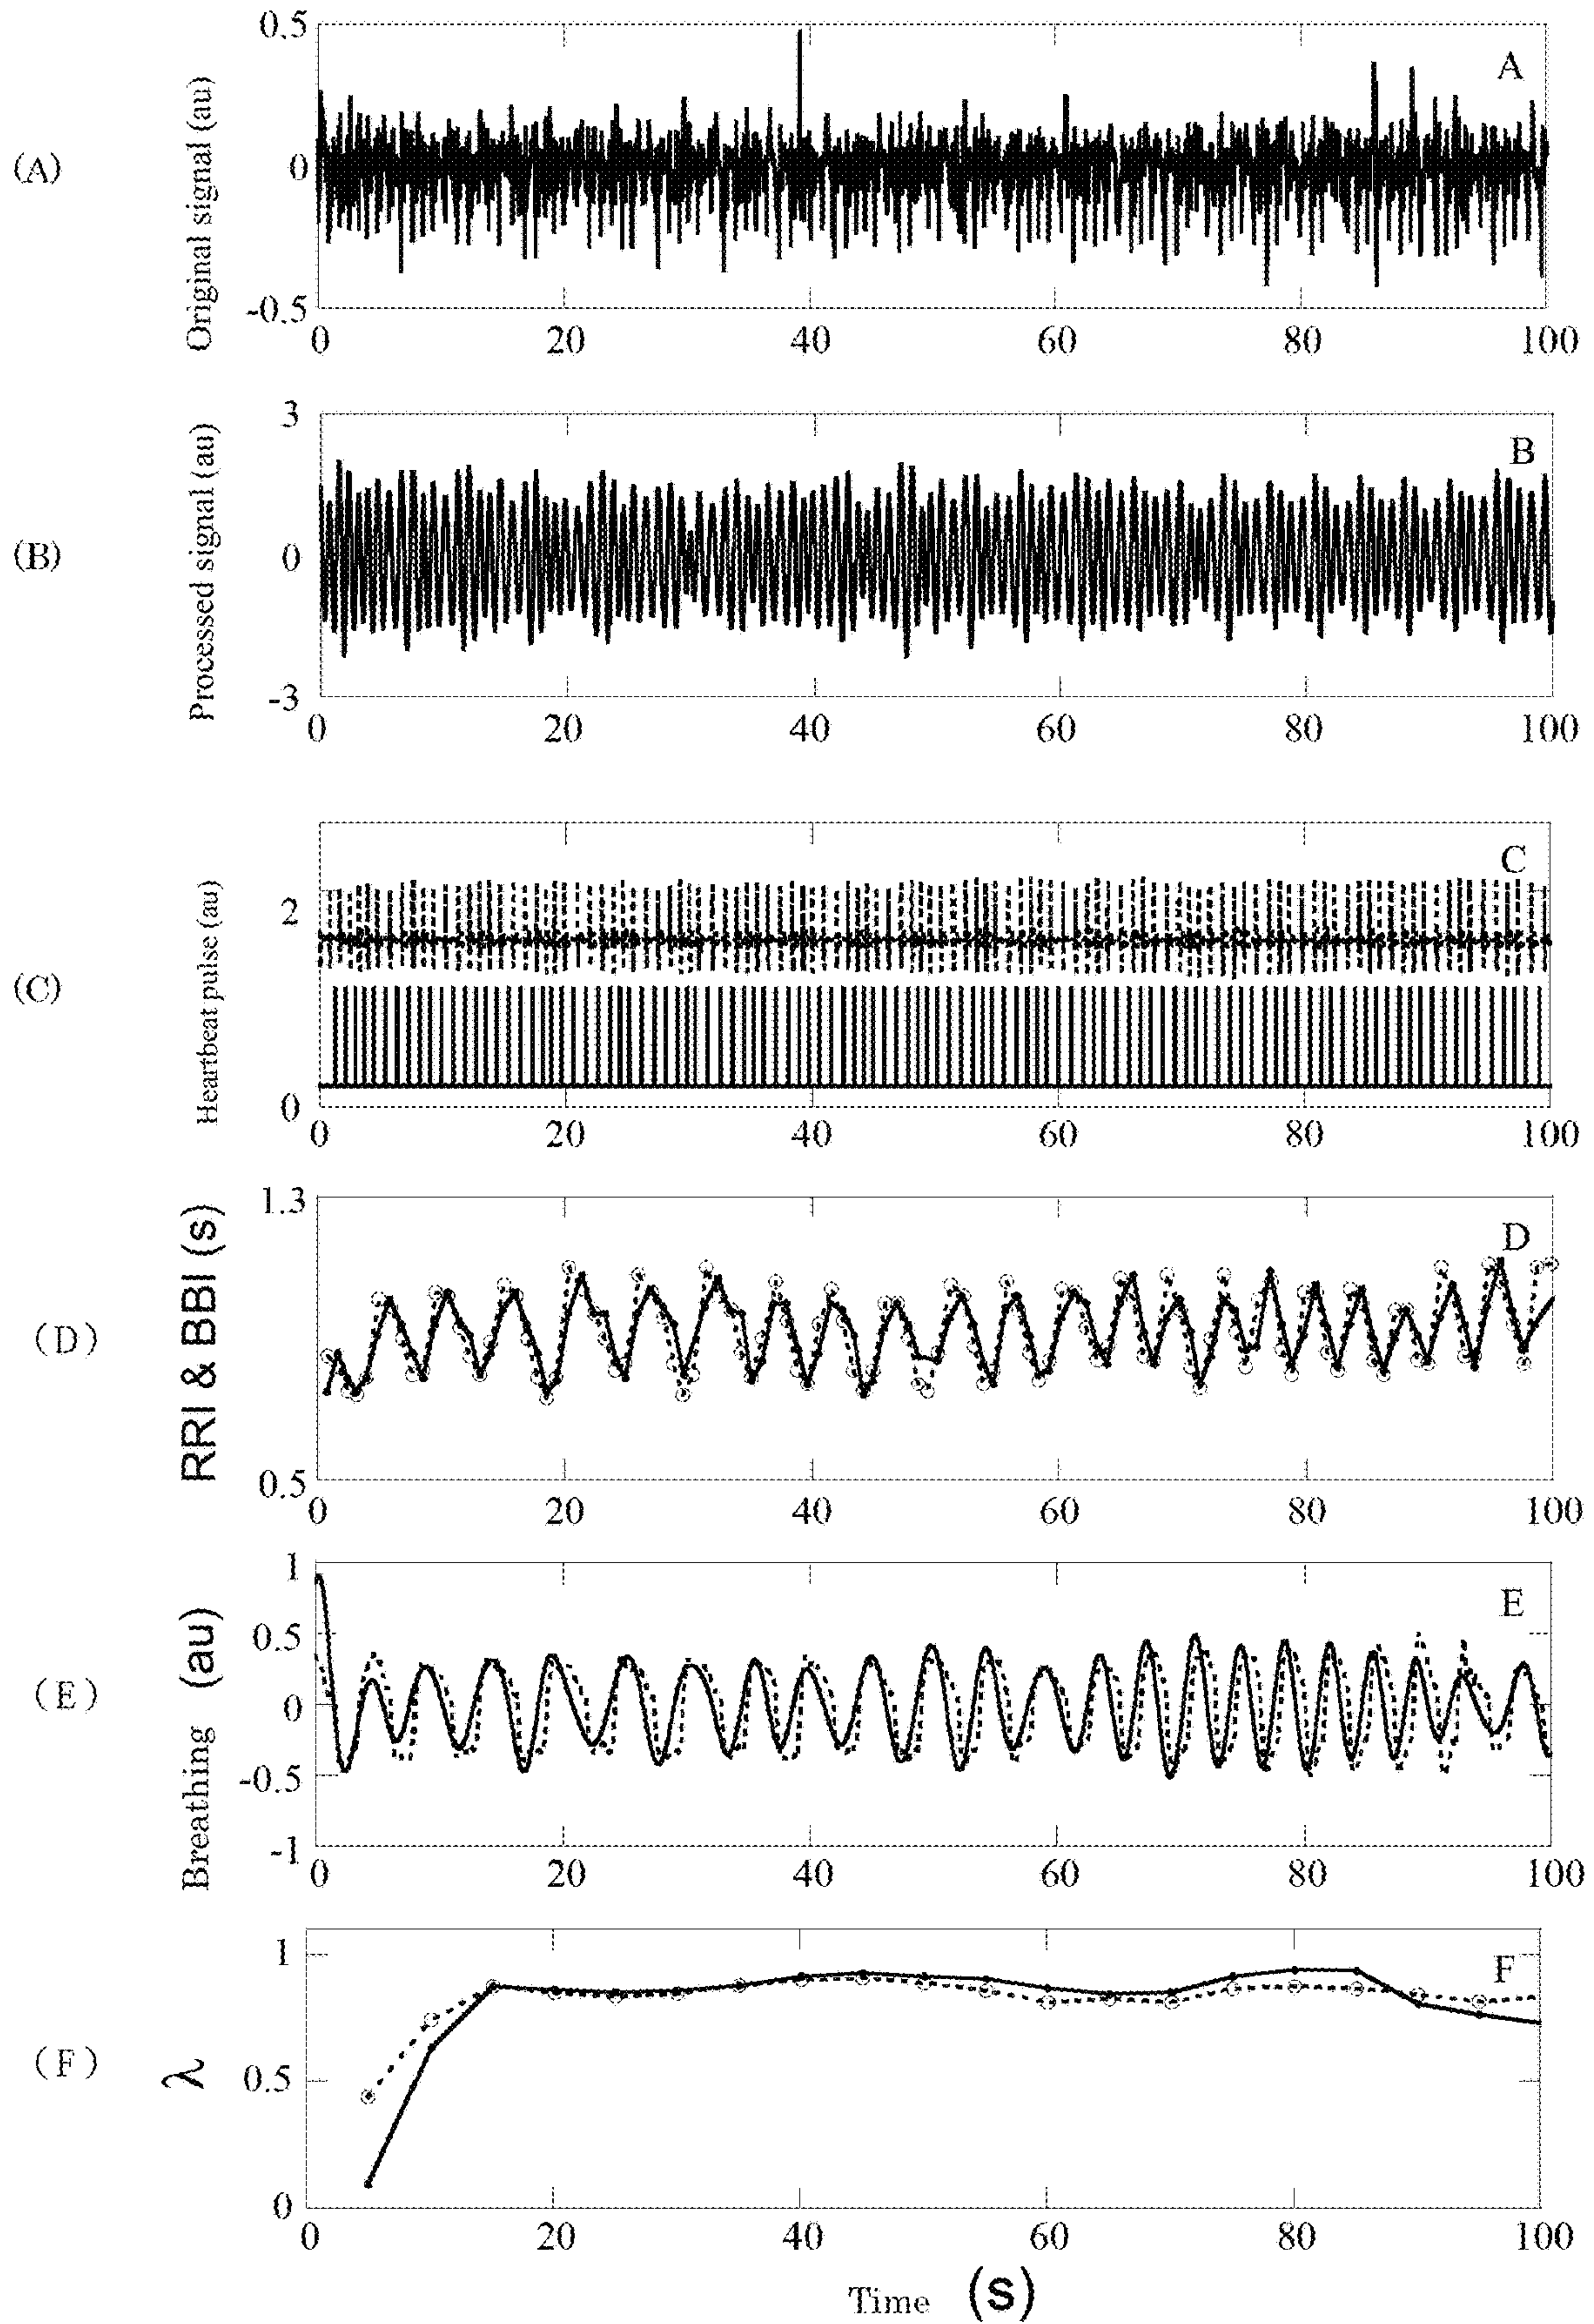 (A)
Original signal (au)
0.5
0
-0.5
A
0 20 40 60 80 100
(B)
Processed signal (au)
3
0
-3
B
0 20 40 60 80 100
(C)
Heartbeat pulse (au)
2
0
C
0 20 40 60 80 100
(D)
RRI & BBI (s)
1.3
0.5
D
0 20 40 60 80 100
(E)
Breathing (au)
1
0.5
0
-0.5
-1
E
0 20 40 60 80 100
(F)
λ
1
0.5
0
F
0 20 40 60 80 100
Time (s)